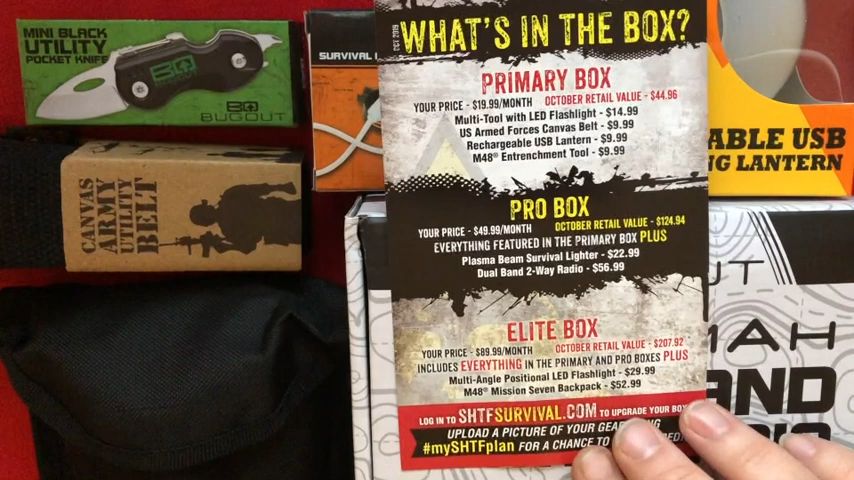 MINI BLACK
UTILITY
POCKET KNIFE
BUGOUT
SURVIVAL
CANVAS
ARMY
UTILITY
BELT
OCT 2019
WHAT'S IN THE BOX?
PRIMARY BOX
YOUR PRICE - $19.99/MONTH OCTOBER RETAIL VALUE - $44.96
Multi-Tool with LED Flashlight - $14.99
US Armed Forces Canvas Belt - $9.99
Rechargeable USB Lantern - $9.99
M48® Entrenchment Tool - $9.99
PRO BOX
YOUR PRICE - $49.99/MONTH OCTOBER RETAIL VALUE - $124.94
EVERYTHING FEATURED IN THE PRIMARY BOX PLUS
Plasma Beam Survival Lighter - $22.99
Dual Band 2-Way Radio - $56.99
ELITE BOX
YOUR PRICE - $89.99/MONTH OCTOBER RETAIL VALUE - $207.92
INCLUDES EVERYTHING IN THE PRIMARY AND PRO BOXES PLUS
Multi-Angle Positional LED Flashlight - $29.99
M48® Mission Seven Backpack - $52.99
LOG IN TO SHTFSURVIVAL.COM TO UPGRADE YOUR BOX
UPLOAD A PICTURE OF YOUR GEAR
#mySHTFplan FOR A CHANCE TO
ABLE USB
NG LANTERN
UT
MAH
AND